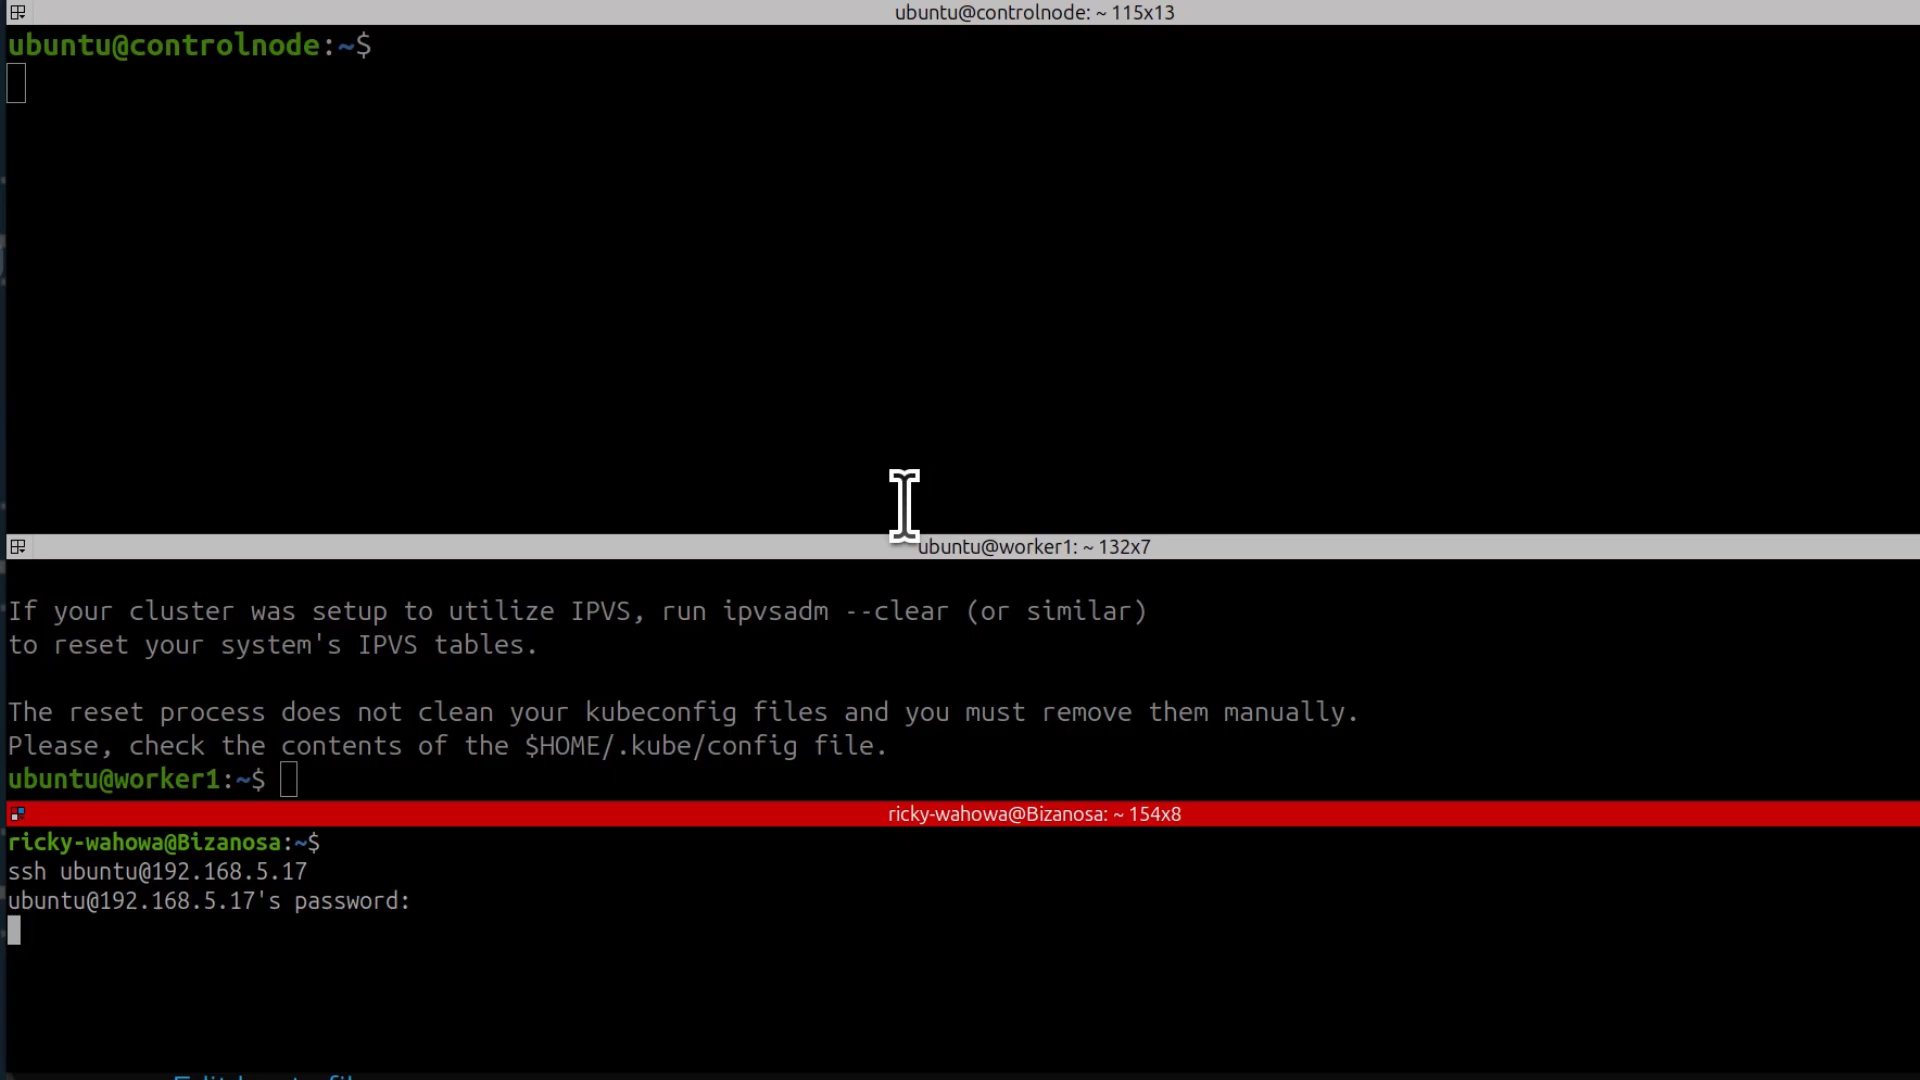 ubuntu@controlnode: ~ 115x13
ubuntu@controlnode:~$
ubuntu@worker1: ~ 132x7
If your cluster was setup to utilize IPVS, run ipvsadm --clear (or similar)
to reset your system's IPVS tables.
The reset process does not clean your kubeconfig files and you must remove them manually.
Please, check the contents of the $HOME/.kube/config file.
ubuntu@worker1:~$
ricky-wahowa@Bizanosa: ~ 154x8
ricky-wahowa@Bizanosa:~$
ssh ubuntu@192.168.5.17
ubuntu@192.168.5.17's password: